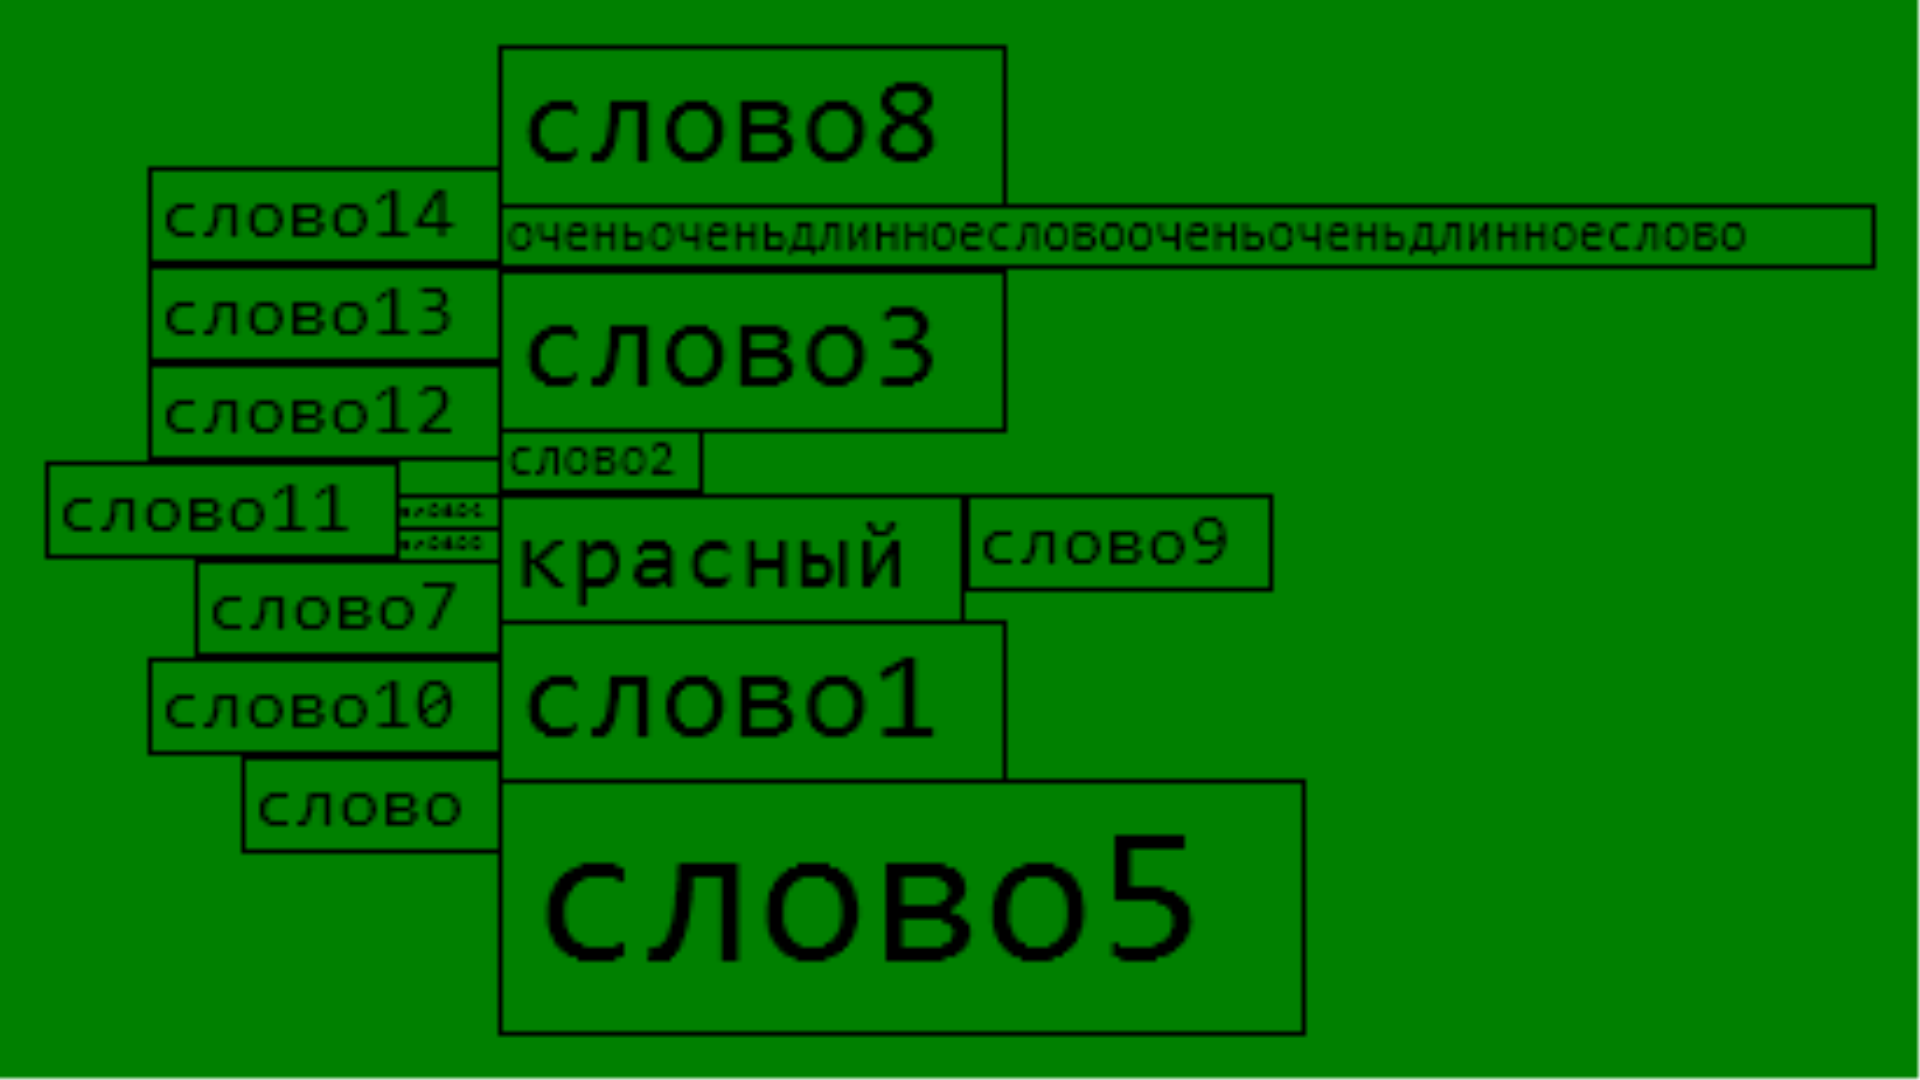 слово8
слово14
оченьоченьдлинноесловооченьоченьдлинноеслово
слово13
слово3
слово12
слово2
слово11
красный
слово9
слово7
слово10
слово1
слово
слово5